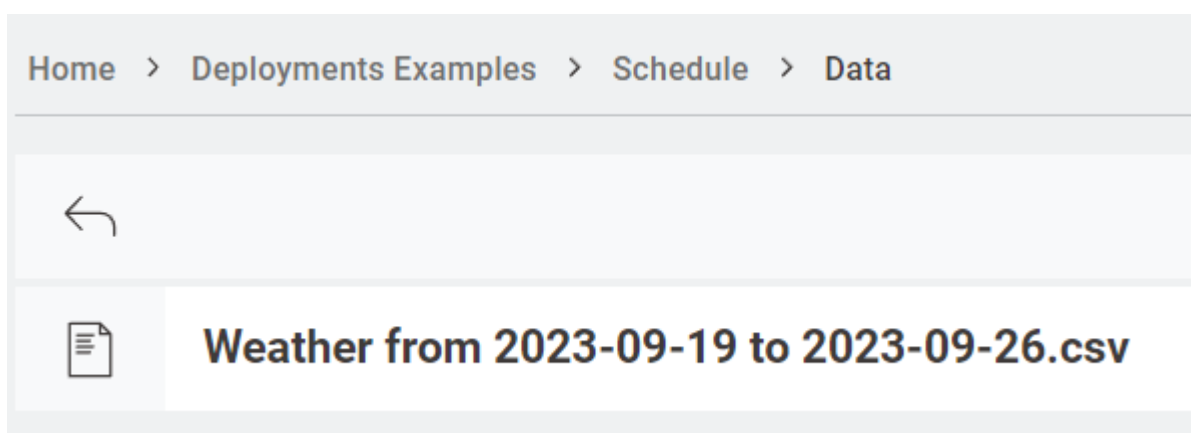 Home > Deployments Examples > Schedule > Data
Weather from 2023-09-19 to 2023-09-26.csv